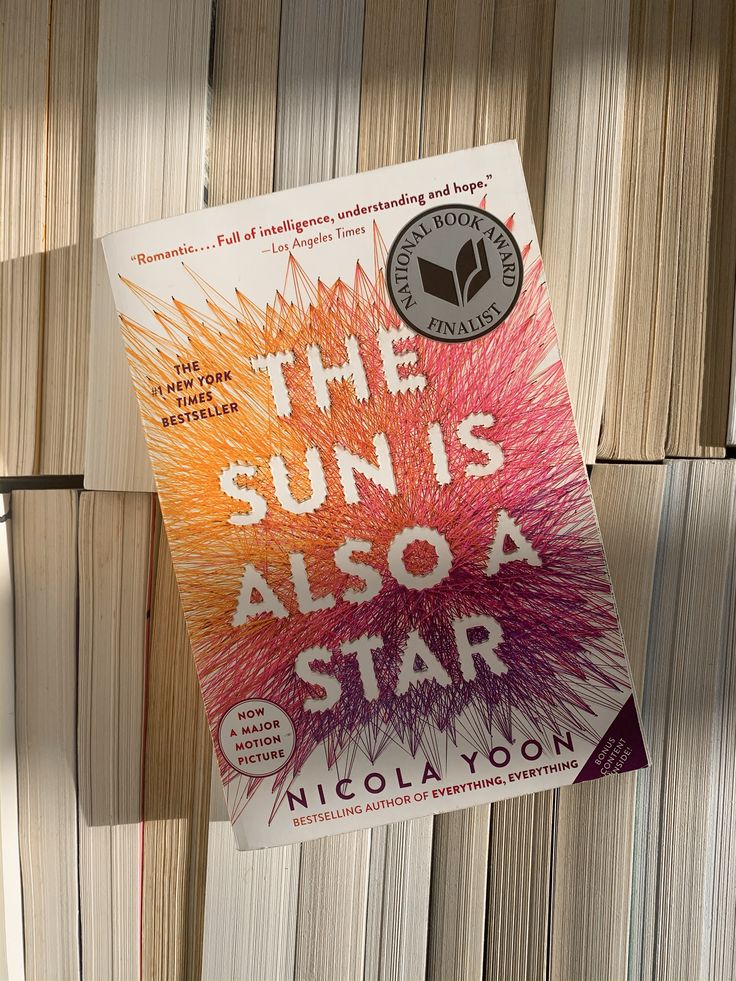 “Romantic. . . . Full of intelligence, understanding and hope.”
—Los Angeles Times
NATIONAL BOOK AWARD
FINALIST
THE
#1 NEW YORK
TIMES
BESTSELLER
THE
SUN IS
ALSO A
STAR
NOW
A MAJOR
MOTION
PICTURE
NICOLA YOON
BESTSELLING AUTHOR OF EVERYTHING, EVERYTHING
BONUS
CONTENT
INSIDE!